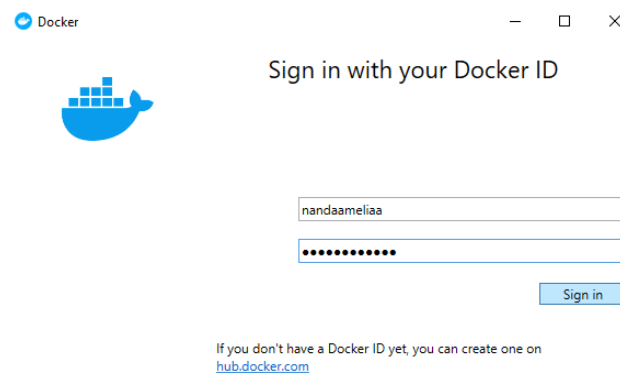 Docker
Sign in with your Docker ID
nandaameliaa
••••••••••••
Sign in
If you don't have a Docker ID yet, you can create one on
hub.docker.com